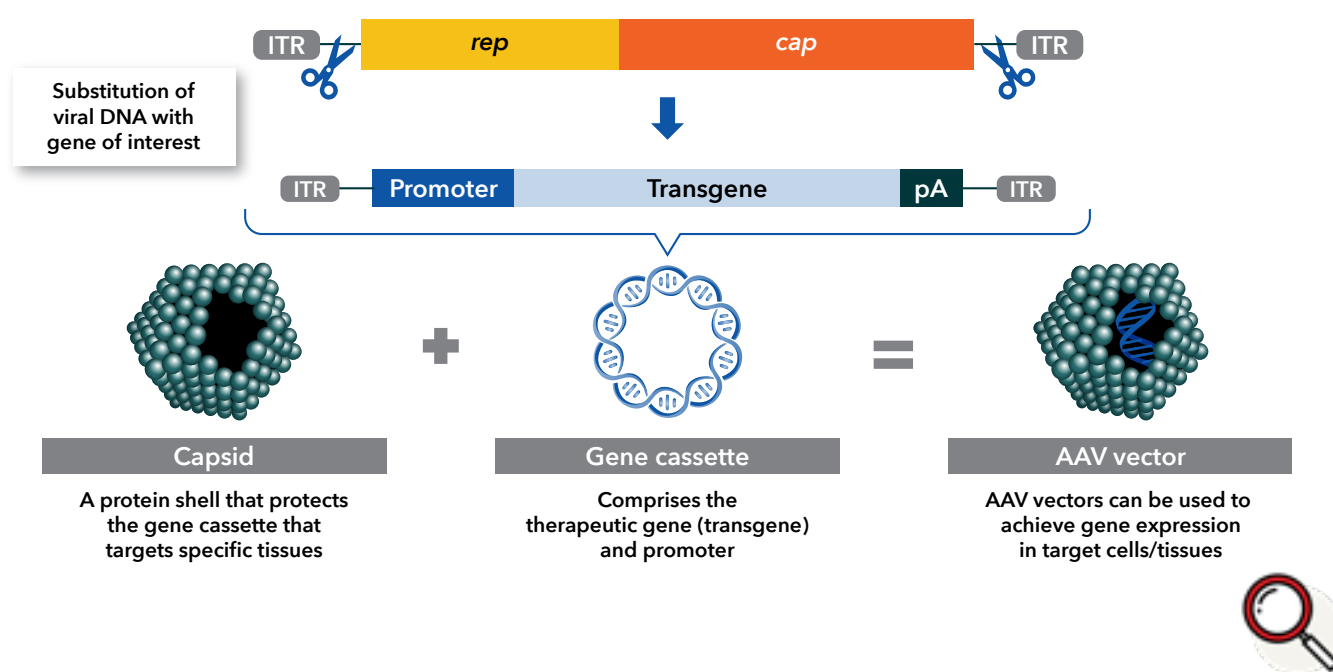 ITR rep cap ITR
Substitution of
viral DNA with
gene of interest
ITR Promoter Transgene pA ITR
Capsid
A protein shell that protects
the gene cassette that
targets specific tissues
Gene cassette
Comprises the
therapeutic gene (transgene)
and promoter
AAV vector
AAV vectors can be used to
achieve gene expression
in target cells/tissues